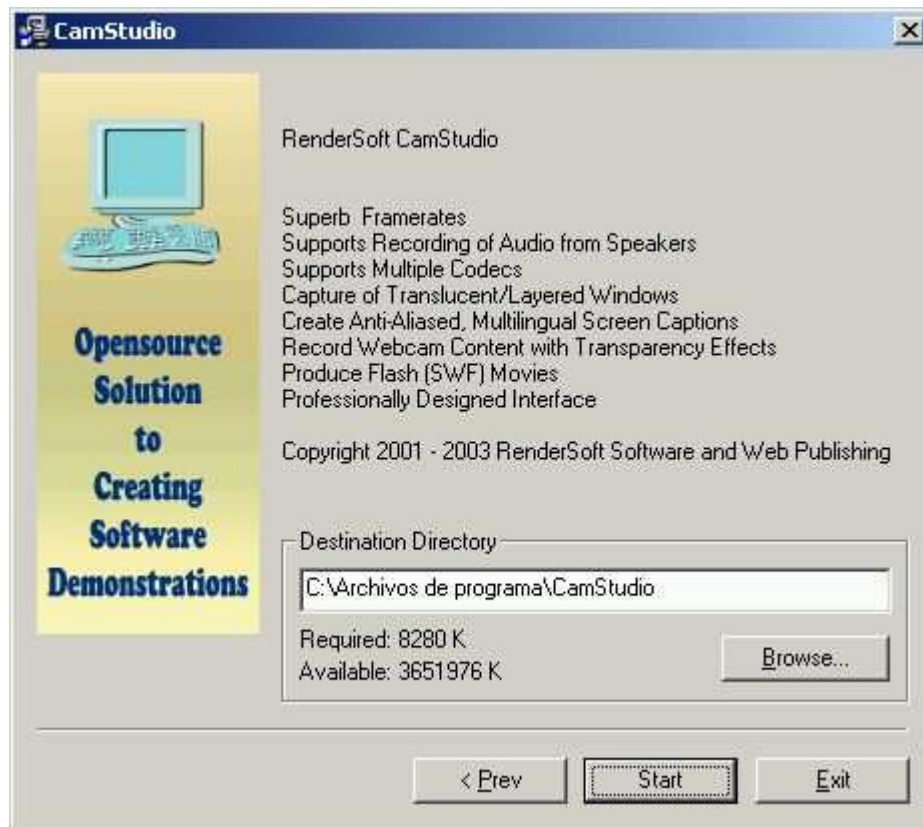 CamStudio
Opensource
Solution
to
Creating
Software
Demonstrations
RenderSoft CamStudio
Superb Framerates
Supports Recording of Audio from Speakers
Supports Multiple Codecs
Capture of Translucent/Layered Windows
Create Anti-Aliased, Multilingual Screen Captions
Record Webcam Content with Transparency Effects
Produce Flash (SWF) Movies
Professionally Designed Interface
Copyright 2001 - 2003 RenderSoft Software and Web Publishing
Destination Directory
C:\Archivos de programa\CamStudio
Required: 8280 K
Available: 3651976 K
Browse...
< Prev
Start
Exit